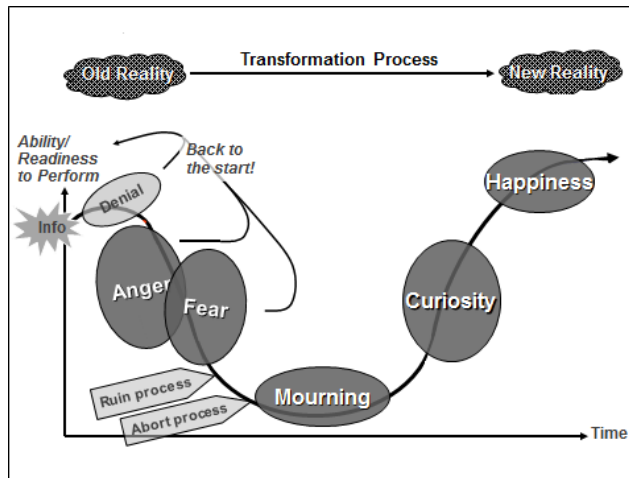 Old Reality
Transformation Process
New Reality
Ability/
Readiness
to Perform
Back to
the start!
Denial
Info
Happiness
Anger
Fear
Curiosity
Ruin process
Abort process
Mourning
Time